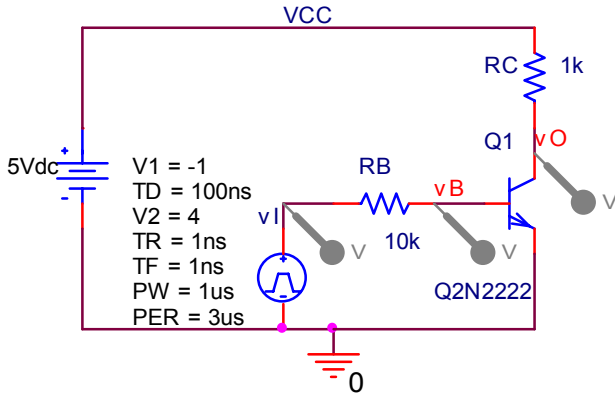 VCC
RC 1k
Q1
vO
5Vdc
V1 = -1
TD = 100ns
V2 = 4
TR = 1ns
TF = 1ns
PW = 1us
PER = 3us
RB
vB
V
vI
V
10k
V
Q2N2222
0